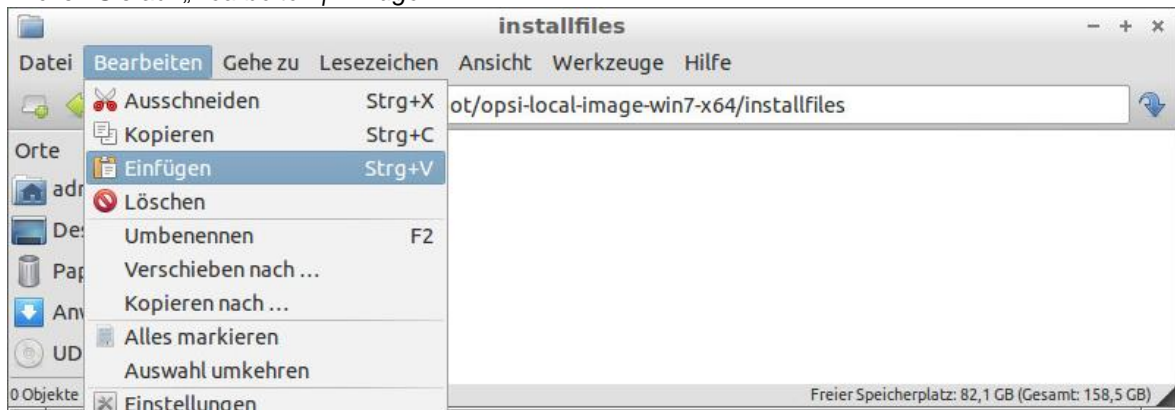 installfiles
Datei Bearbeiten Gehe zu Lesezeichen Ansicht Werkzeuge Hilfe
ot/opsi-local-image-win7-x64/installfiles
Ausschneiden Strg+X
Kopieren Strg+C
Einfügen Strg+V
Löschen
Umbenennen F2
Verschieben nach …
Kopieren nach …
Alles markieren
Auswahl umkehren
Einstellungen
Orte
UD
0 Objekte
Freier Speicherplatz: 82,1 GB (Gesamt: 158,5 GB)